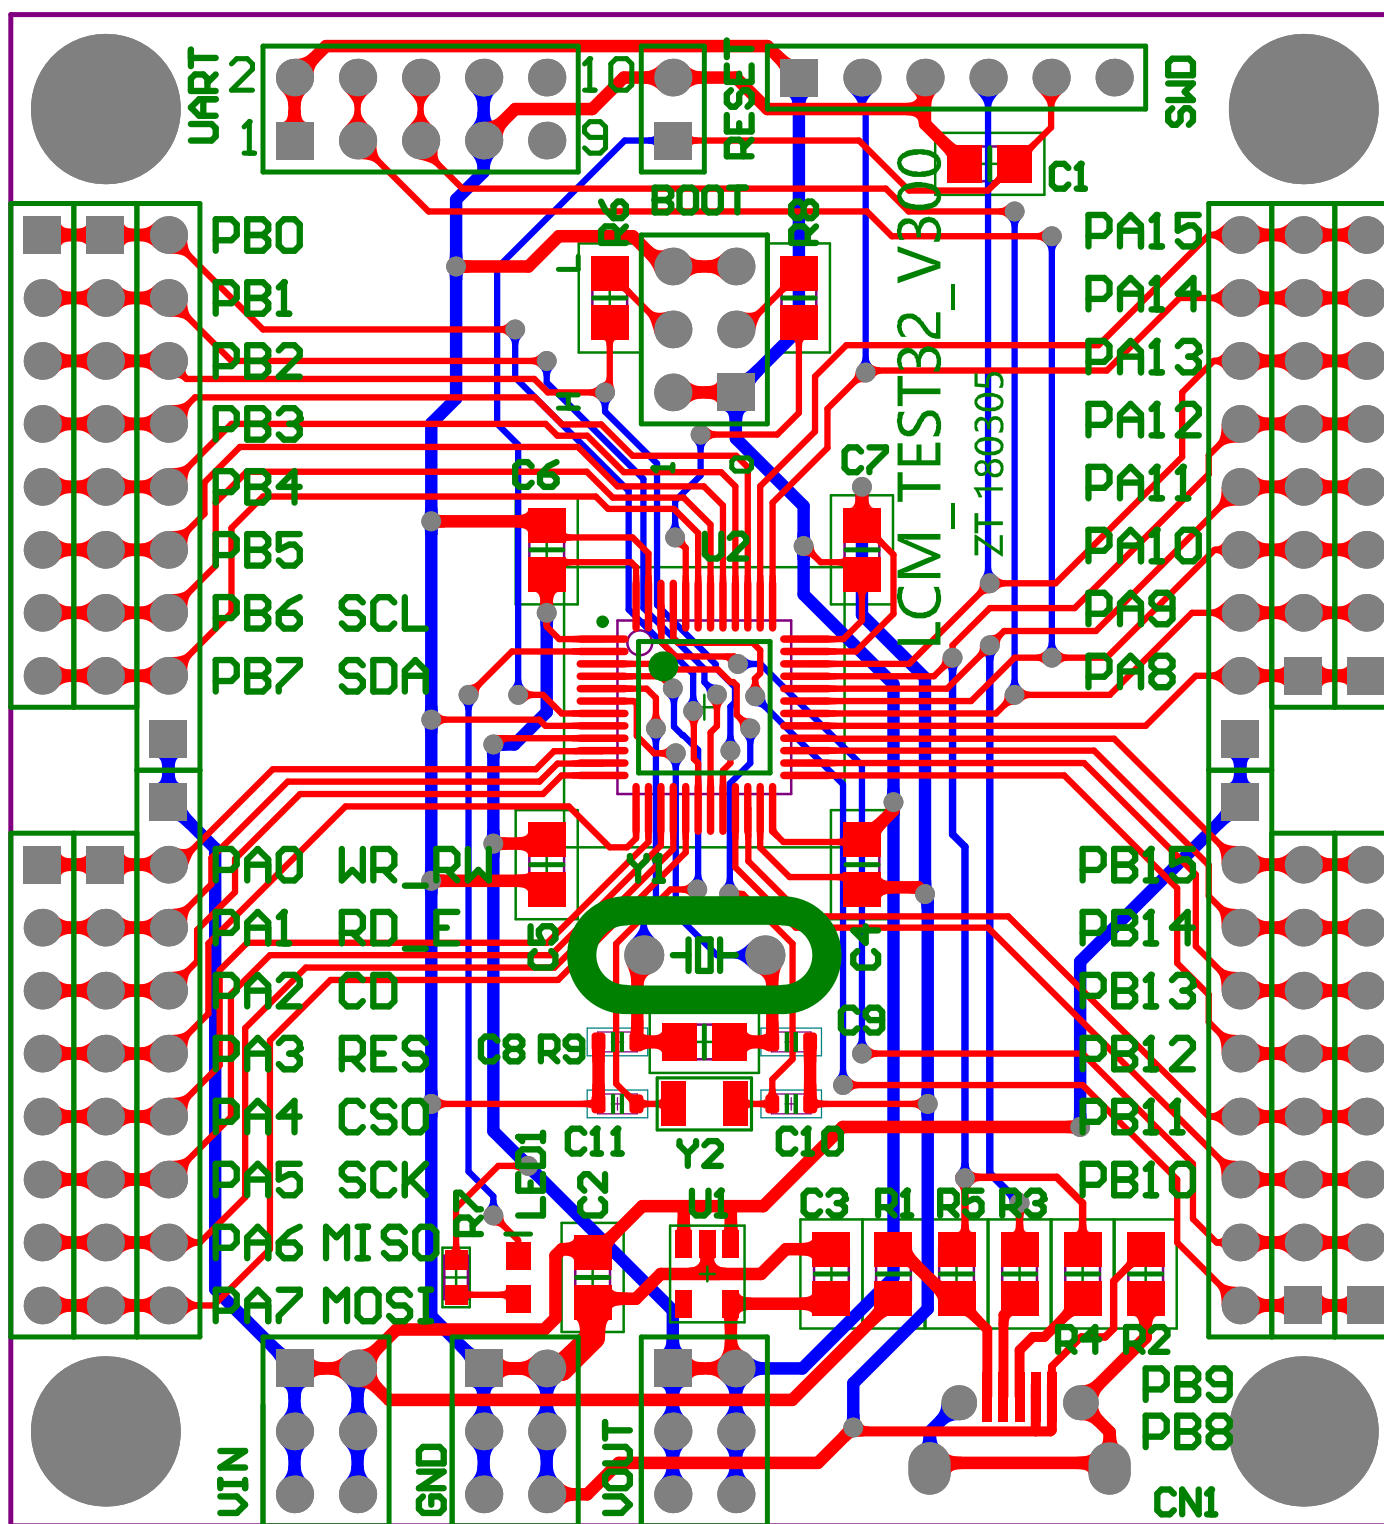 UART
2
1
10
9
RESET
SWD
C1
BOOT
R6
R8
L
H
1
0
LCM_TEST32_V300
ZT180305
PB0
PB1
PB2
PB3
PB4
PB5
PB6 SCL
PB7 SDA
PA15
PA14
PA13
PA12
PA11
PA10
PA9
PA8
C6
C7
U2
PA0 WR_RW
PA1 RD_E
PA2 CD
PA3 RES
PA4 CS0
PA5 SCK
PA6 MISO
PA7 MOSI
Y1
C5
C4
PB15
PB14
PB13
PB12
PB11
PB10
C8 R9
C9
C11
Y2
C10
R7
LED1
C2
U1
C3
R1
R5
R3
R4
R2
PB9
PB8
CN1
VIN
GND
VOUT